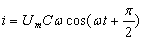 i = U_m Cω cos(ωt + π/2)